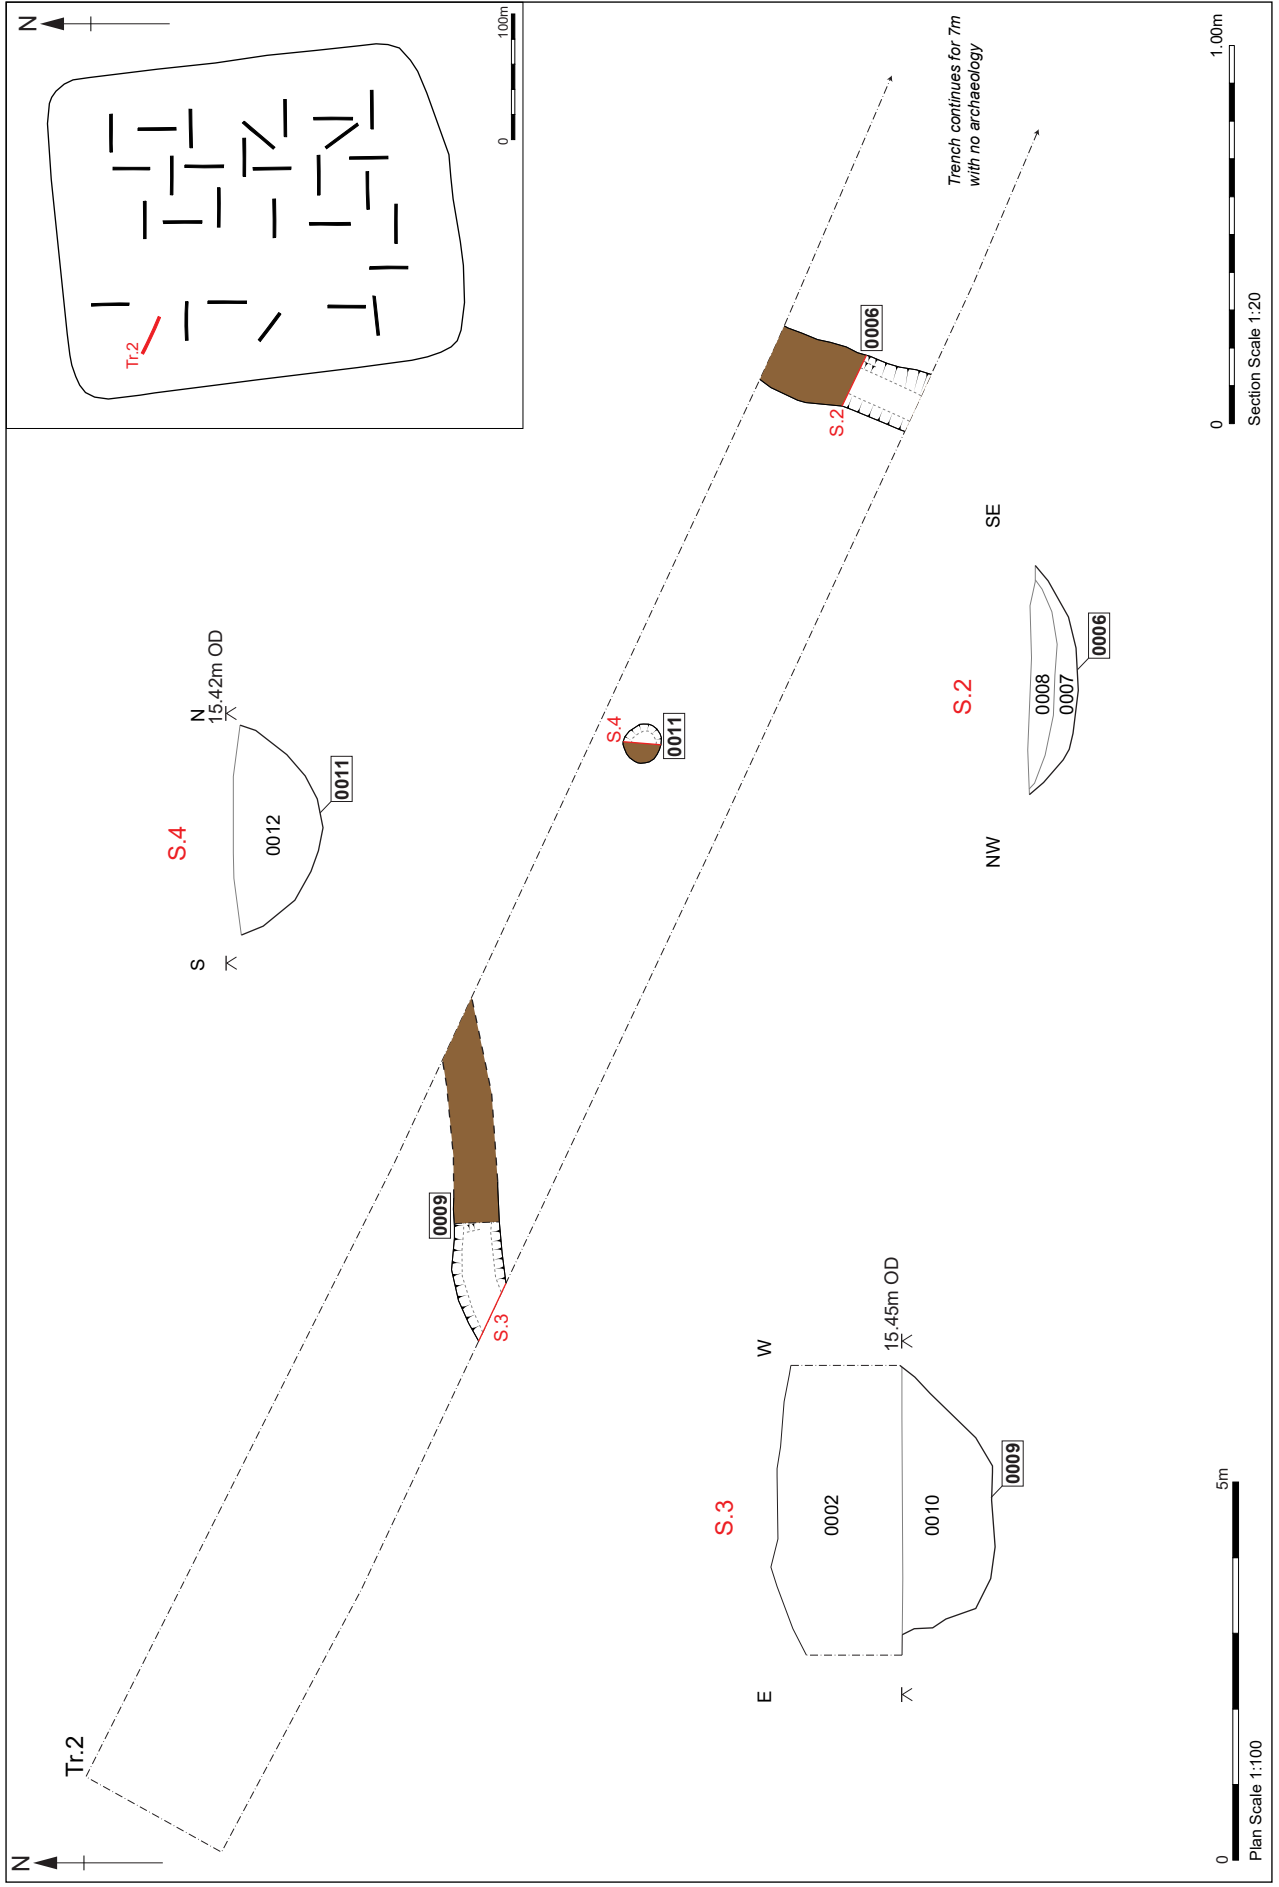 N
Tr.2
0
100m
Tr.2
N
0009
S.3
S.4
0011
S.2
0006
Trench continues for 7m
with no archaeology
S.4
S
N
15.42m OD
0012
0011
S.3
E
W
15.45m OD
0002
0010
0009
S.2
NW
SE
0008
0007
0006
0
5m
Plan Scale 1:100
0
1.00m
Section Scale 1:20